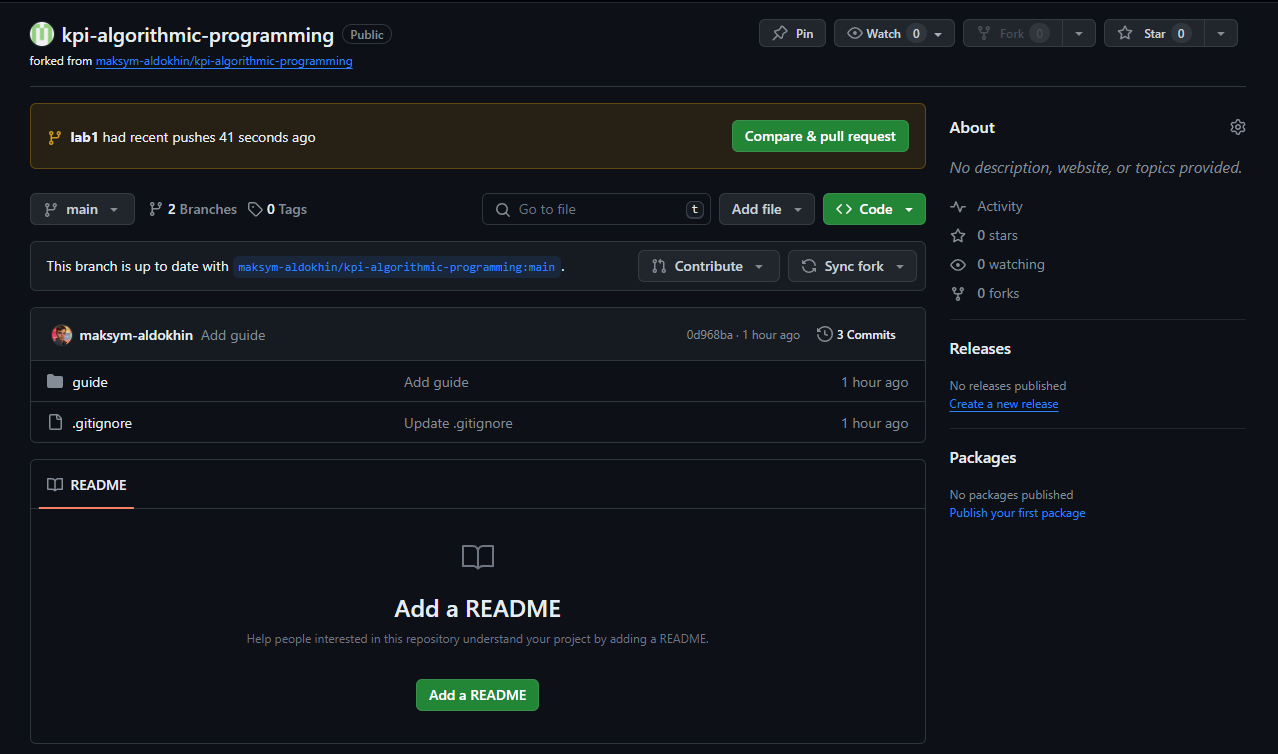 kpi-algorithmic-programming Public Pin Watch 0 Fork 0 Star 0
forked from maksym-aldokhin/kpi-algorithmic-programming
lab1 had recent pushes 41 seconds ago Compare & pull request
main 2 Branches 0 Tags Go to file t Add file Code
This branch is up to date with maksym-aldokhin/kpi-algorithmic-programming:main . Contribute Sync fork
maksym-aldokhin Add guide 0d968ba · 1 hour ago 3 Commits
guide Add guide 1 hour ago
.gitignore Update .gitignore 1 hour ago
README
Add a README
Help people interested in this repository understand your project by adding a README.
Add a README
About
No description, website, or topics provided.
Activity
0 stars
0 watching
0 forks
Releases
No releases published
Create a new release
Packages
No packages published
Publish your first package